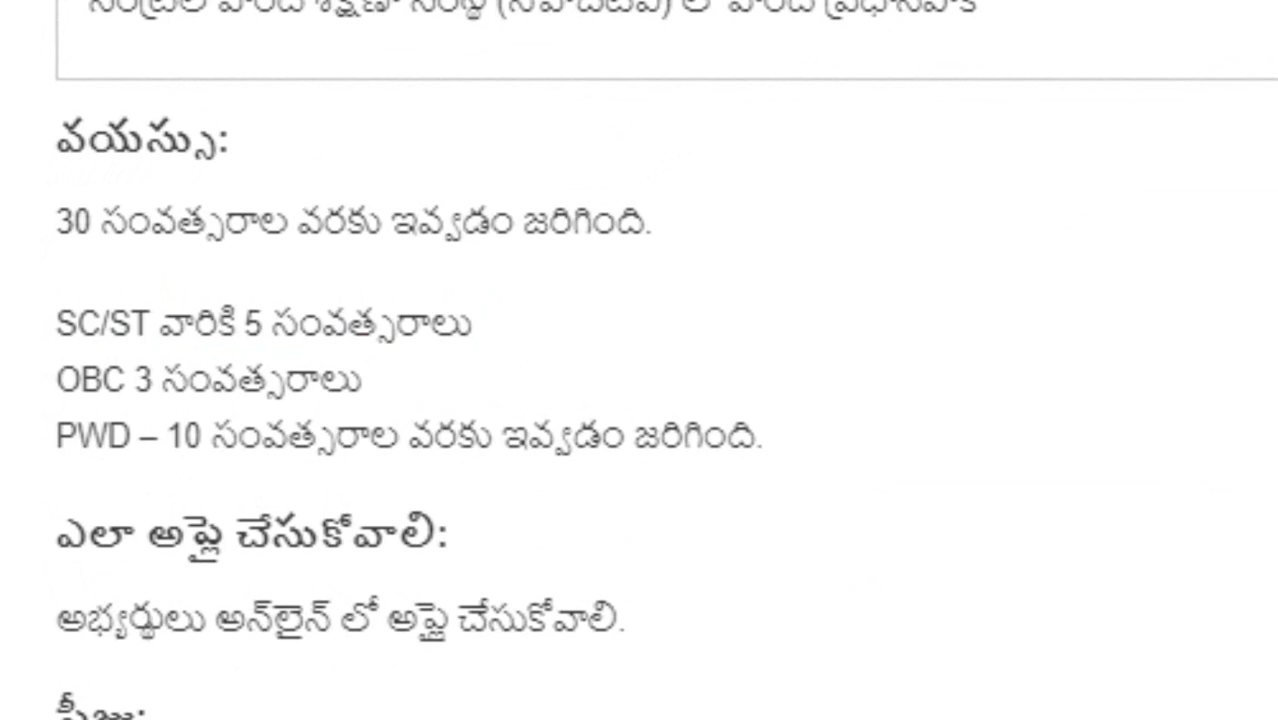 వయస్సు:
30 సంవత్సరాల వరకు ఇవ్వడం జరిగింది.
SC/ST వారికి 5 సంవత్సరాలు
OBC 3 సంవత్సరాలు
PWD – 10 సంవత్సరాల వరకు ఇవ్వడం జరిగింది.
ఎలా అప్లై చేసుకోవాలి:
అభ్యర్థులు అన్‌లైన్ లో అప్లై చేసుకోవాలి.